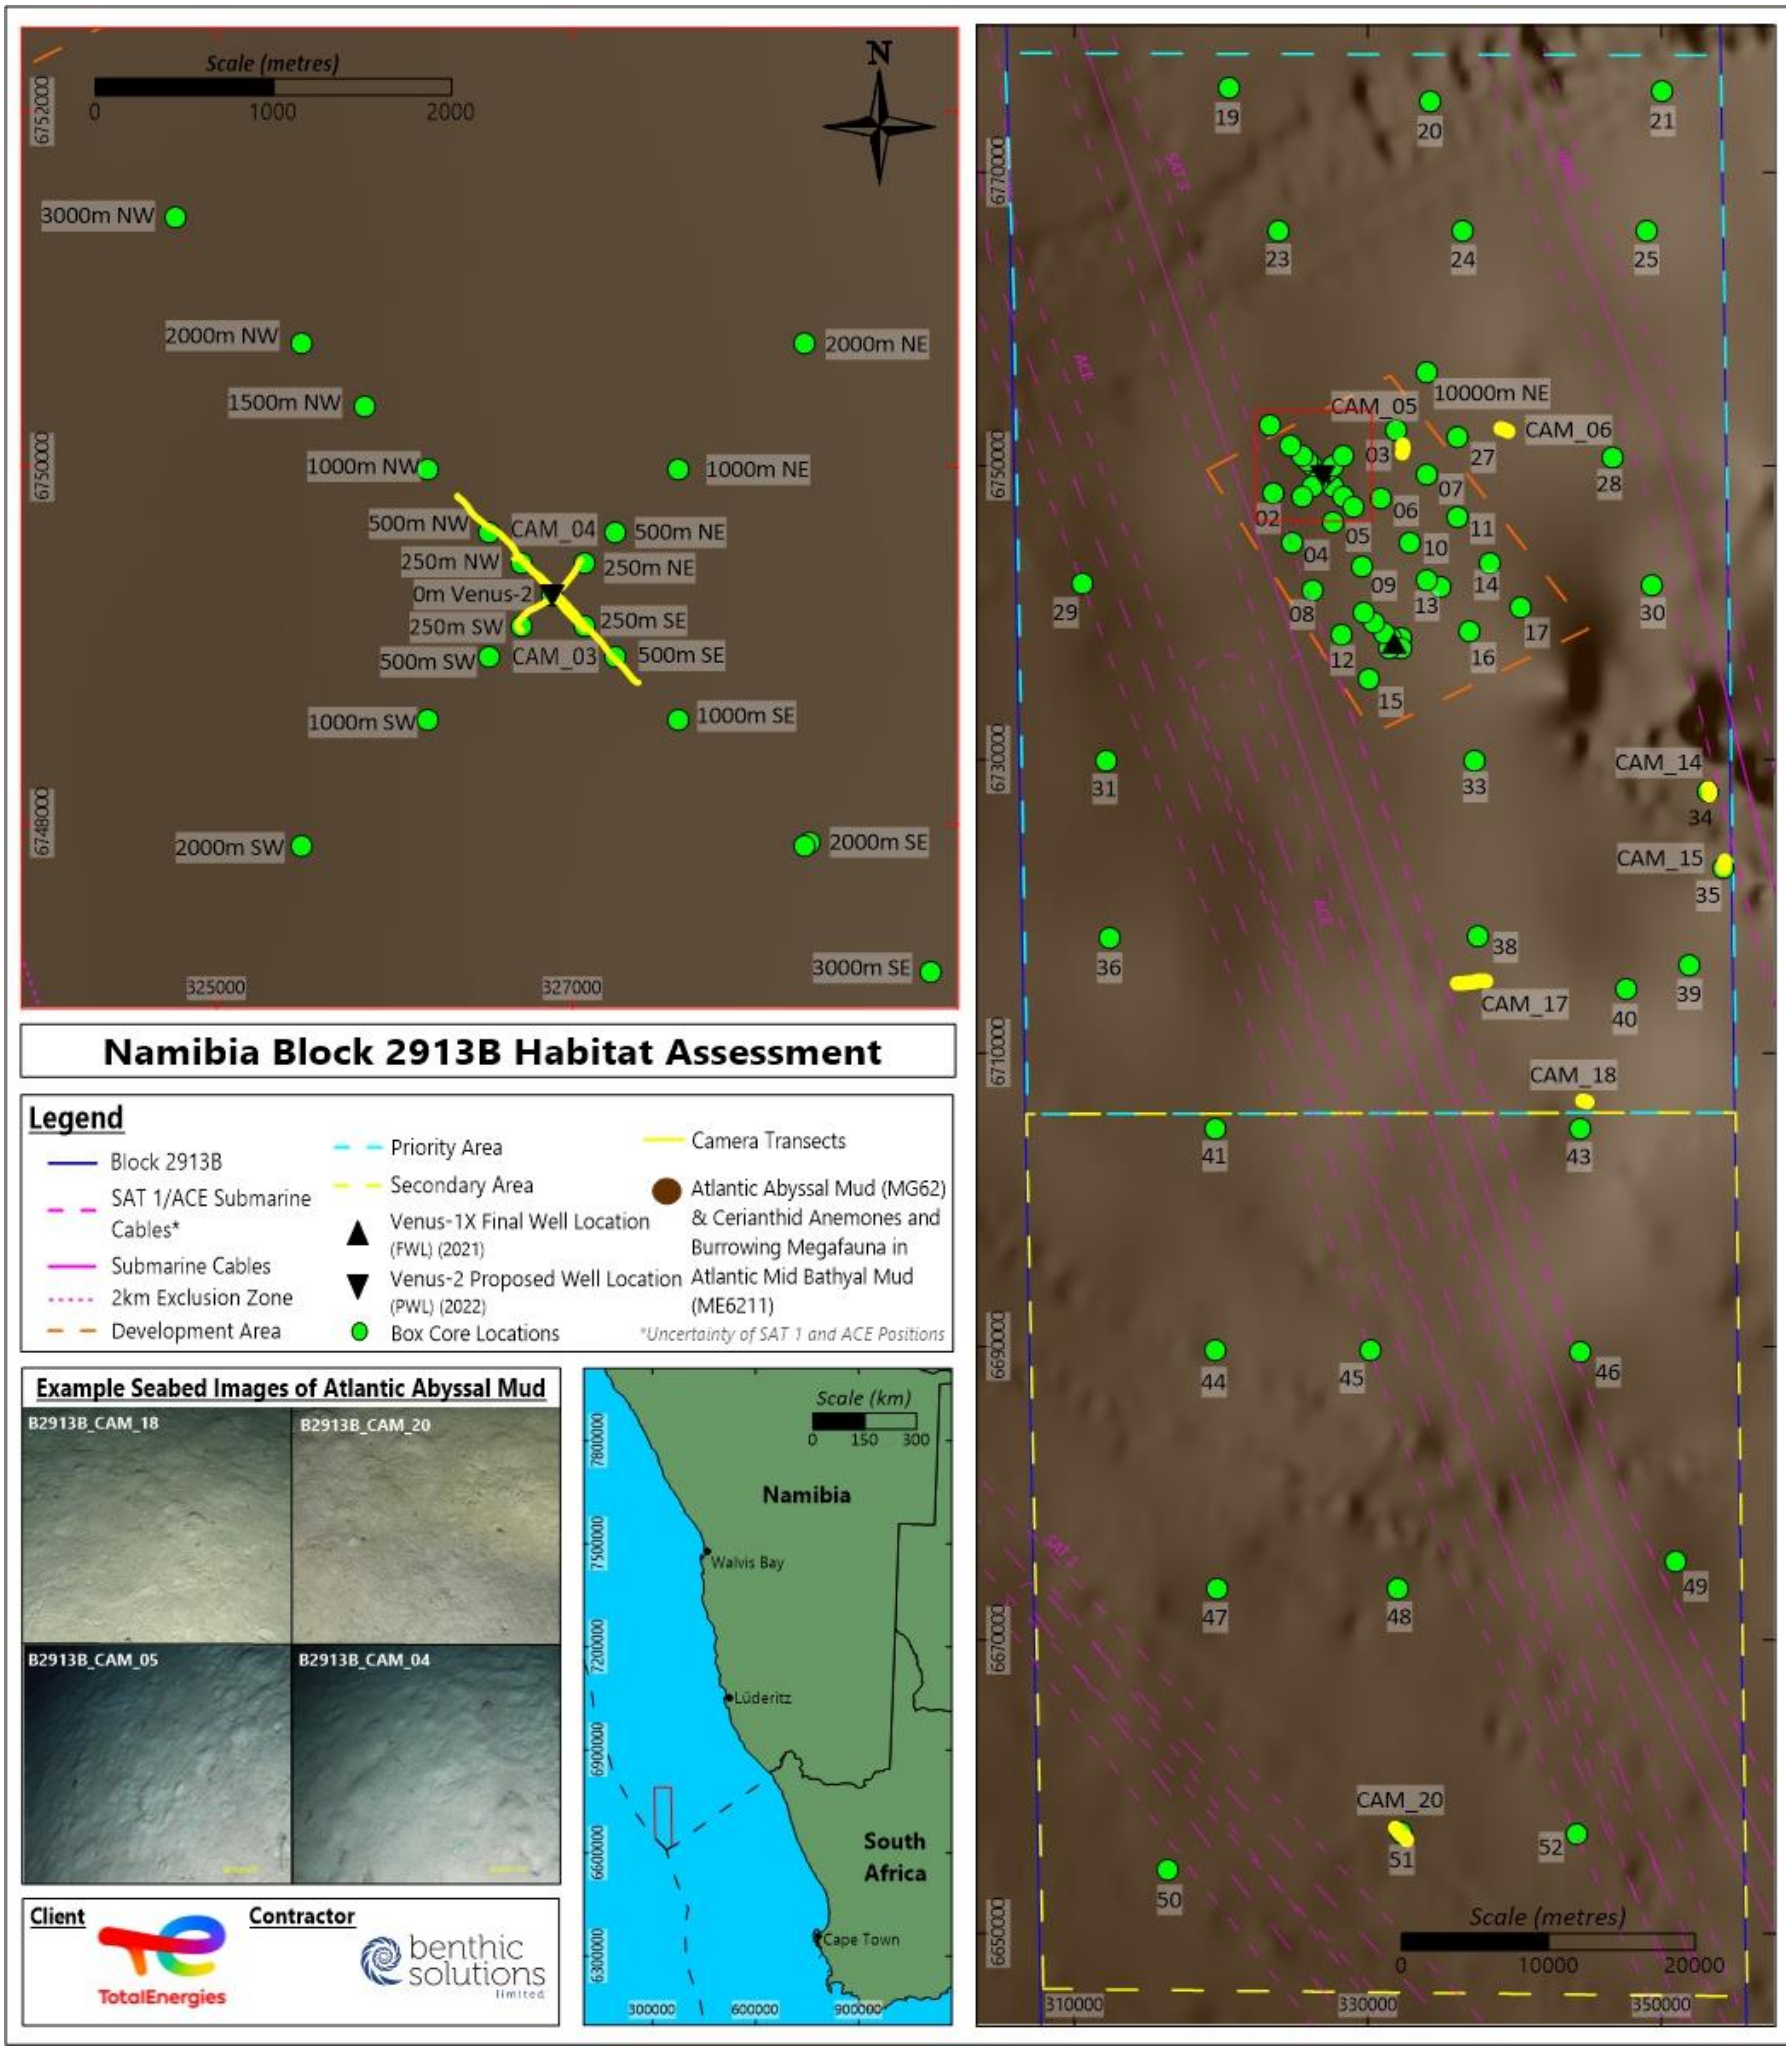 Scale (metres)
0 1000 2000
N
6752000
6750000
6748000
325000 327000
3000m NW
2000m NW
2000m NE
1500m NW
1000m NW
1000m NE
500m NW
CAM_04
500m NE
250m NW
250m NE
0m Venus-2
250m SW
250m SE
500m SW
CAM_03
500m SE
1000m SW
1000m SE
2000m SW
2000m SE
3000m SE
Namibia Block 2913B Habitat Assessment
Legend
Block 2913B
SAT 1/ACE Submarine
Cables*
Submarine Cables
2km Exclusion Zone
Development Area
Priority Area
Secondary Area
Venus-1X Final Well Location
(FWL) (2021)
Venus-2 Proposed Well Location
(PWL) (2022)
Box Core Locations
Camera Transects
Atlantic Abyssal Mud (MG62)
& Cerianthid Anemones and
Burrowing Megafauna in
Atlantic Mid Bathyal Mud
(ME6211)
*Uncertainty of SAT 1 and ACE Positions
Example Seabed Images of Atlantic Abyssal Mud
B2913B_CAM_18
B2913B_CAM_20
B2913B_CAM_05
B2913B_CAM_04
Client
TotalEnergies
Contractor
benthic
solutions
limited
Scale (km)
0 150 300
Namibia
Walvis Bay
Lüderitz
South
Africa
Cape Town
7800000
7500000
7200000
6900000
6600000
6300000
300000 600000 900000
19
20
21
SAT3
23
24
25
ACE
10000m NE
CAM_05
CAM_06
03
27
28
07
02
06
11
05
10
04
09
14
29
08
13
30
17
12
16
15
CAM_14
31
33
34
CAM_15
35
ACE
36
38
39
CAM_17
40
CAM_18
41
43
44
45
46
49
47
48
CAM_20
51
52
50
6770000
6750000
6730000
6710000
6690000
6670000
6650000
Scale (metres)
0 10000 20000
310000 330000 350000